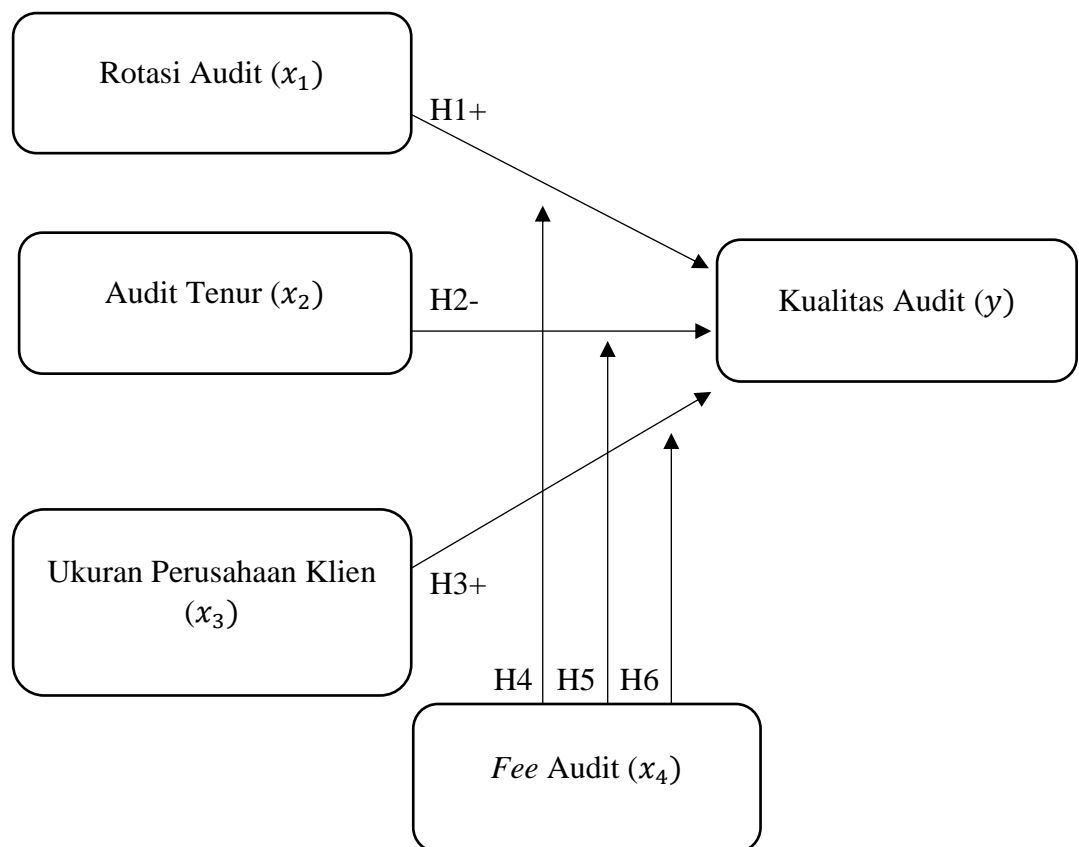 Rotasi Audit (𝑥₁)
H1+
Audit Tenur (𝑥₂)
H2-
Kualitas Audit (𝑦)
Ukuran Perusahaan Klien
(𝑥₃)
H3+
H4 H5 H6
Fee Audit (𝑥₄)